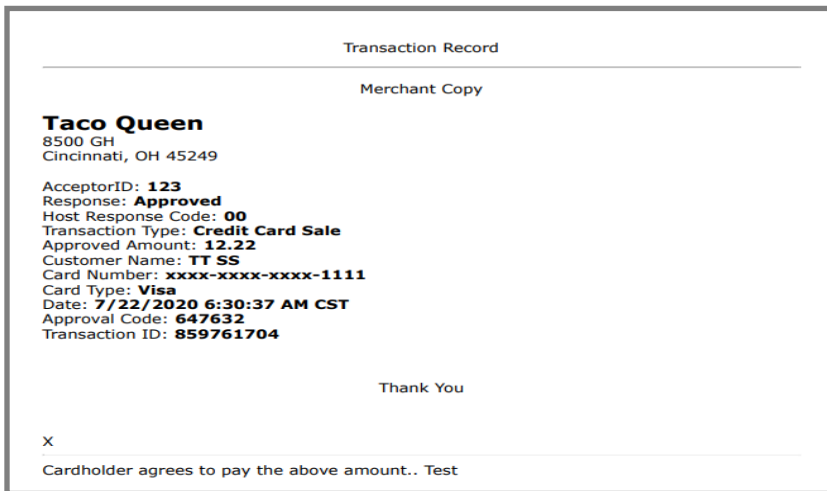 Transaction Record
Merchant Copy
Taco Queen
8500 GH
Cincinnati, OH 45249
AcceptorID: 123
Response: Approved
Host Response Code: 00
Transaction Type: Credit Card Sale
Approved Amount: 12.22
Customer Name: TT SS
Card Number: xxxx-xxxx-xxxx-1111
Card Type: Visa
Date: 7/22/2020 6:30:37 AM CST
Approval Code: 647632
Transaction ID: 859761704
Thank You
X
Cardholder agrees to pay the above amount.. Test